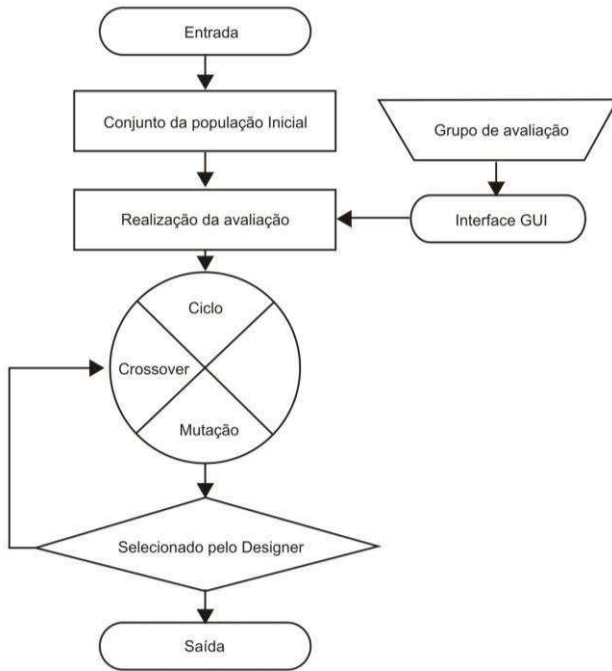 Entrada
Conjunto da população Inicial
Grupo de avaliação
Realização da avaliação
Interface GUI
Ciclo
Crossover
Mutação
Selecionado pelo Designer
Saída